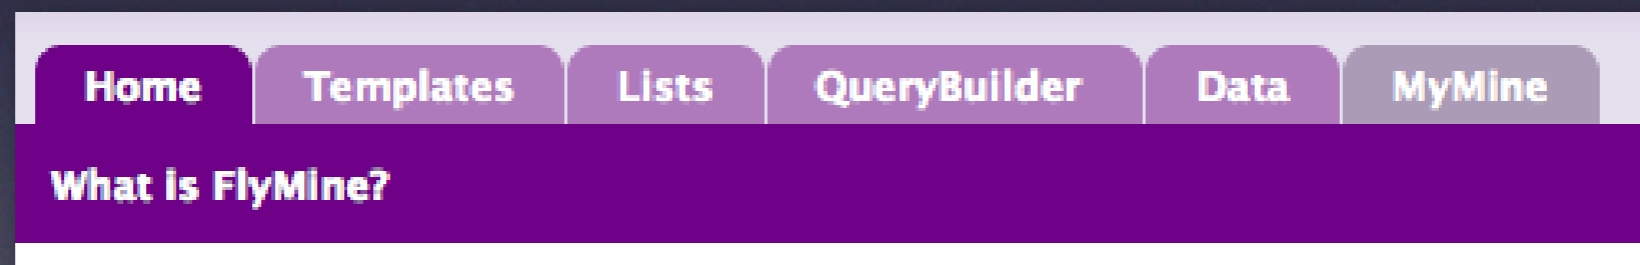 Home Templates Lists QueryBuilder Data MyMine
What is FlyMine?